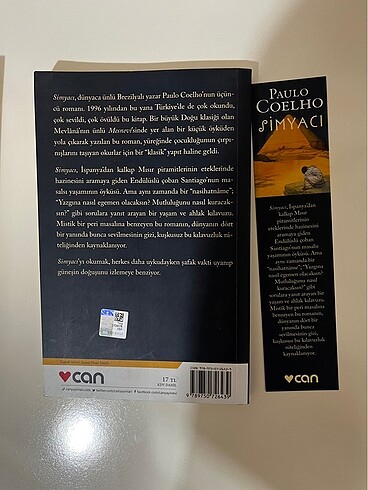 Simyacı, dünyaca ünlü Brezilyalı yazar Paulo Coelho'nun üçün-
cü romanı. 1996 yılından bu yana Türkiye'de de çok okundu,
çok sevildi, çok övüldü bu kitap. Bir büyük Doğu klasiği olan
Mevlânâ'nın ünlü Mesnevî'sinde yer alan bir küçük öyküden
yola çıkarak yazılan bu roman, yüreğinde çocukluğunun çırpı-
nışlarını taşıyan okurlar için bir "klasik" yapıt haline geldi.
Simyacı, İspanya'dan kalkıp Mısır piramitlerinin eteklerinde
hazinesini aramaya giden Endülüslü çoban Santiago'nun ma-
salsı yaşamının öyküsü. Ama aynı zamanda bir "nasihatnâme";
"Yazgına nasıl egemen olacaksın? Mutluluğunu nasıl kuracak-
sın?" gibi sorulara yanıt arayan bir yaşam ve ahlak kılavuzu.
Mistik bir peri masalına benzeyen bu romanın, dünyanın dört
bir yanında bunca sevilmesinin gizi, kuşkusuz bu kılavuzluk ni-
teliğinden kaynaklanıyor.
Simyacı'yı okumak, herkes daha uykudayken şafak vakti uyanıp
güneşin doğuşunu izlemeye benziyor.
can
17 TL
KDV DAHİL
9 789750 726439
PAULO
COELHO
SİMYACI
Simyacı, İspanya'dan
kalkıp Mısır
piramitlerinin
eteklerinde hazinesini
aramaya giden
Endülüslü çoban
Santiago'nun masalsı
yaşamının öyküsü. Ama
aynı zamanda bir
"nasihatnâme"; "Yazgına
nasıl egemen olacaksın?
Mutluluğunu nasıl
kuracaksın?" gibi
sorulara yanıt arayan bir
yaşam ve ahlak kılavuzu.
Mistik bir peri masalına
benzeyen bu romanın,
dünyanın dört bir
yanında bunca
sevilmesinin gizi,
kuşkusuz bu kılavuzluk
niteliğinden
kaynaklanıyor.
can